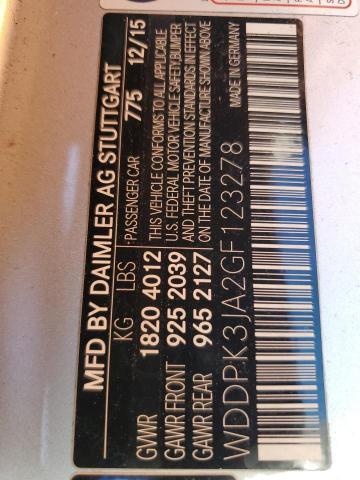 MFD BY DAIMLER AG STUTTGART
KG LBS PASSENGER CAR 775 12/15
GVWR 1820 4012 THIS VEHICLE CONFORMS TO ALL APPLICABLE
U.S. FEDERAL MOTOR VEHICLE SAFETY,BUMPER
GAWR FRONT 925 2039 AND THEFT PREVENTION STANDARDS IN EFFECT
GAWR REAR 965 2127 ON THE DATE OF MANUFACTURE SHOWN ABOVE
MADE IN GERMANY
WDDPK3JA2GF123278